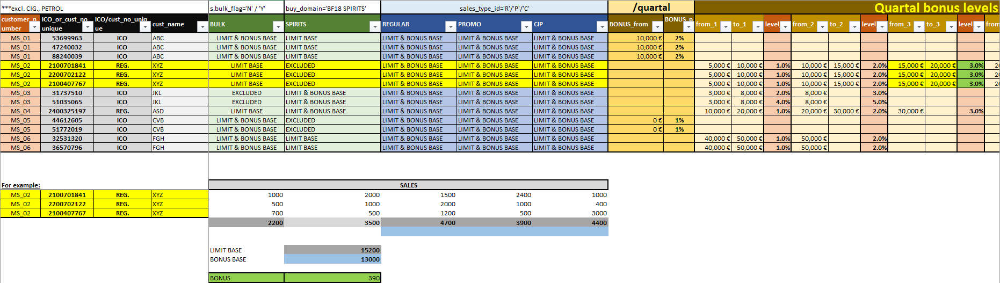 ***excl. CIG., PETROL s.bulk_flag='N' / 'Y' buy_domain='BF18 SPIRITS' sales_type_id='R'/'P'/'C' /quartal Quartal bonus levels
customer_number ICO_or_cust_no_unique ICO/cust_no_unique cust_name BULK SPIRITS REGULAR PROMO CIP BONUS_from BONUS_p from_1 to_1 level_ from_2 to_2 level_ from_3 to_3 level_ from
MS_01 53699963 ICO ABC LIMIT & BONUS BASE LIMIT BASE LIMIT & BONUS BASE LIMIT & BONUS BASE LIMIT & BONUS BASE 10,000 € 2%
MS_01 47240032 ICO ABC LIMIT & BONUS BASE LIMIT BASE LIMIT & BONUS BASE LIMIT & BONUS BASE LIMIT & BONUS BASE 10,000 € 2%
MS_01 88240039 ICO ABC LIMIT & BONUS BASE LIMIT BASE LIMIT & BONUS BASE LIMIT & BONUS BASE LIMIT & BONUS BASE 10,000 € 2%
MS_02 2100701841 REG. XYZ LIMIT BASE EXCLUDED LIMIT & BONUS BASE LIMIT & BONUS BASE LIMIT & BONUS BASE 5,000 € 10,000 € 1.0% 10,000 € 15,000 € 2.0% 15,000 € 20,000 € 3.0% 20
MS_02 2200702122 REG. XYZ LIMIT BASE EXCLUDED LIMIT & BONUS BASE LIMIT & BONUS BASE LIMIT & BONUS BASE 5,000 € 10,000 € 1.0% 10,000 € 15,000 € 2.0% 15,000 € 20,000 € 3.0% 20
MS_02 2100407767 REG. XYZ LIMIT BASE EXCLUDED LIMIT & BONUS BASE LIMIT & BONUS BASE LIMIT & BONUS BASE 5,000 € 10,000 € 1.0% 10,000 € 15,000 € 2.0% 15,000 € 20,000 € 3.0% 20
MS_03 31737510 ICO JKL EXCLUDED LIMIT & BONUS BASE LIMIT & BONUS BASE LIMIT & BONUS BASE LIMIT & BONUS BASE 3,000 € 8,000 € 2.0% 8,000 € 3.0%
MS_03 51035065 ICO JKL EXCLUDED LIMIT & BONUS BASE LIMIT & BONUS BASE LIMIT & BONUS BASE LIMIT & BONUS BASE 3,000 € 8,000 € 4.0% 8,000 € 5.0%
MS_04 2400325197 REG. ASD LIMIT BASE LIMIT & BONUS BASE LIMIT & BONUS BASE LIMIT & BONUS BASE LIMIT & BONUS BASE 10,000 € 20,000 € 1.0% 20,000 € 30,000 € 2.0% 30,000 € 3.0%
MS_05 44612605 ICO CVB LIMIT & BONUS BASE EXCLUDED LIMIT & BONUS BASE LIMIT & BONUS BASE LIMIT & BONUS BASE 0 € 1%
MS_05 51772019 ICO CVB LIMIT & BONUS BASE EXCLUDED LIMIT & BONUS BASE LIMIT & BONUS BASE LIMIT & BONUS BASE 0 € 1%
MS_06 32531320 ICO FGH LIMIT & BONUS BASE LIMIT BASE LIMIT & BONUS BASE LIMIT & BONUS BASE LIMIT & BONUS BASE 40,000 € 50,000 € 1.0% 50,000 € 2.0%
MS_06 36570796 ICO FGH LIMIT & BONUS BASE LIMIT BASE LIMIT & BONUS BASE LIMIT & BONUS BASE LIMIT & BONUS BASE 40,000 € 50,000 € 1.0% 50,000 € 2.0%
For example: SALES
MS_02 2100701841 REG. XYZ 1000 2000 1500 2400 1000
MS_02 2200702122 REG. XYZ 500 1000 2000 1000 400
MS_02 2100407767 REG. XYZ 700 500 1200 500 3000
2200 3500 4700 3900 4400
LIMIT BASE 15200
BONUS BASE 13000
BONUS 390